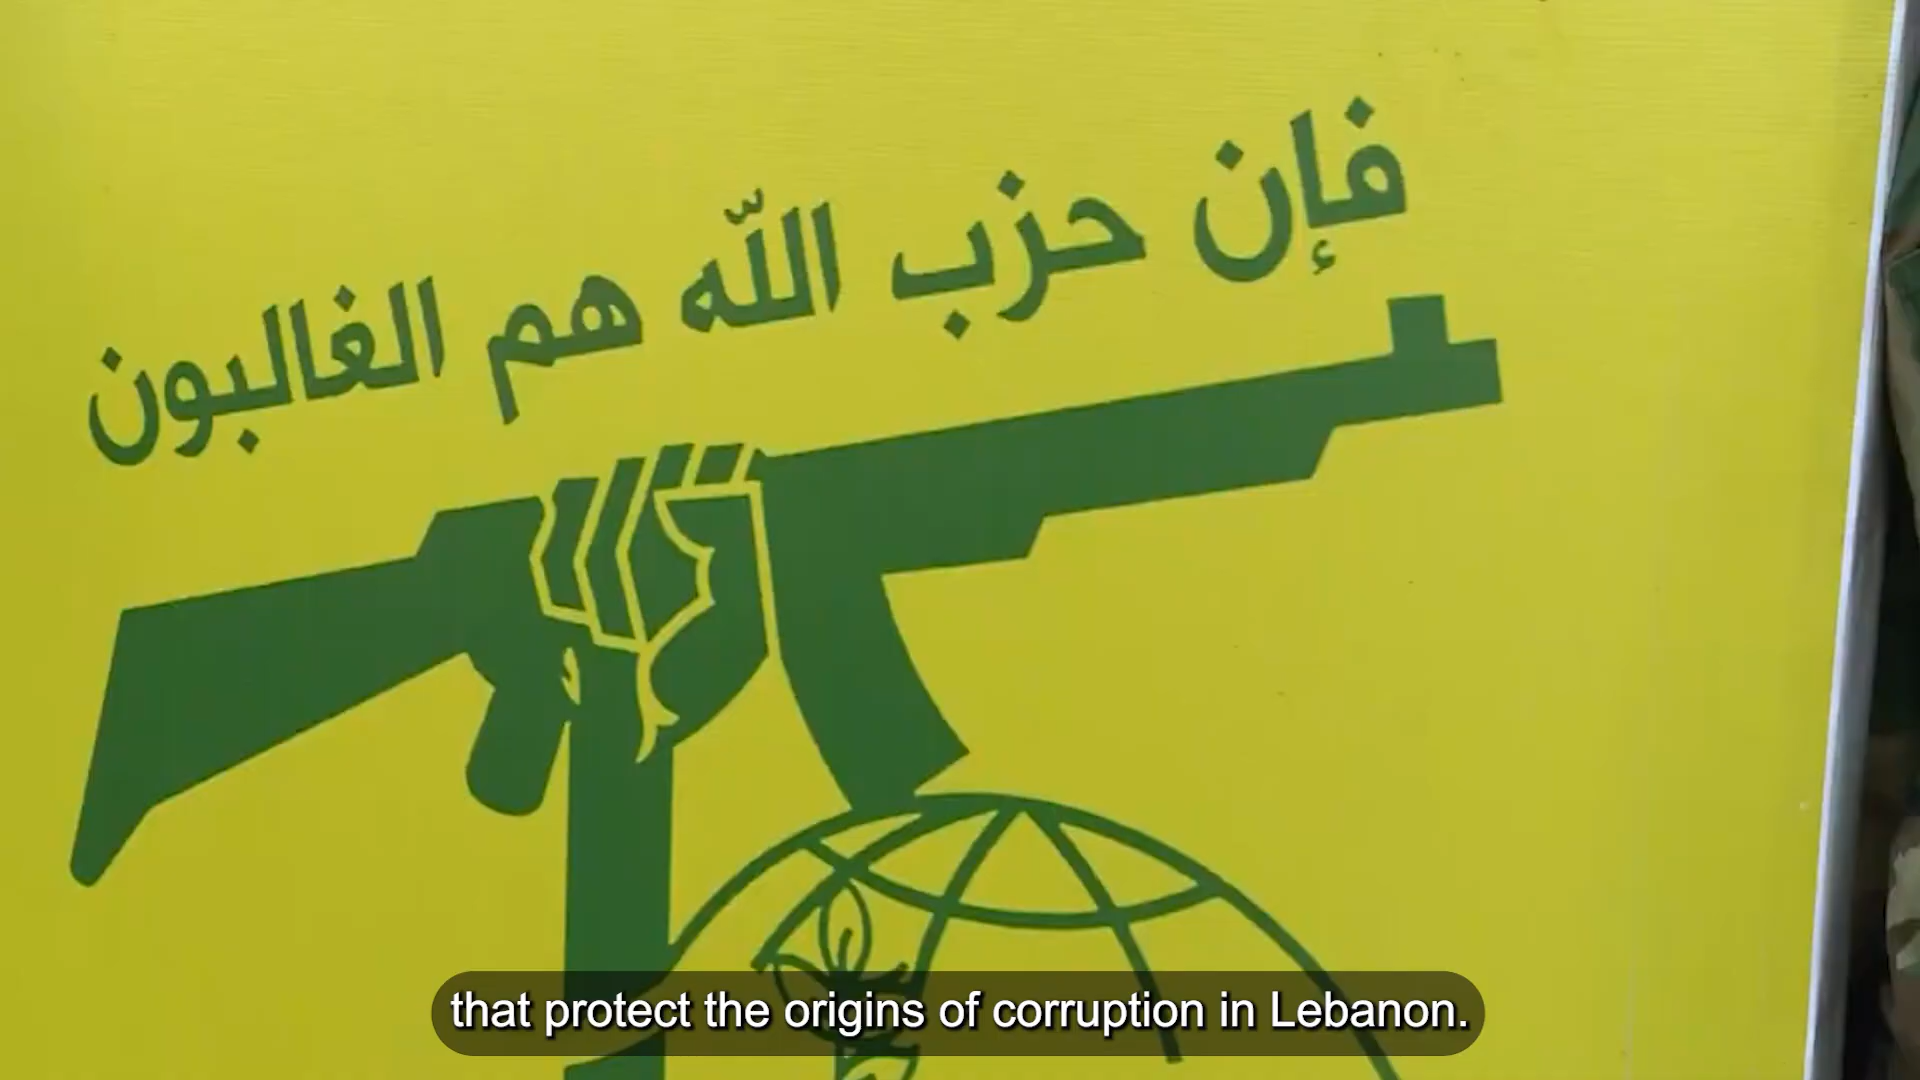 فإن حزب الله هم الغالبون
that protect the origins of corruption in Lebanon.